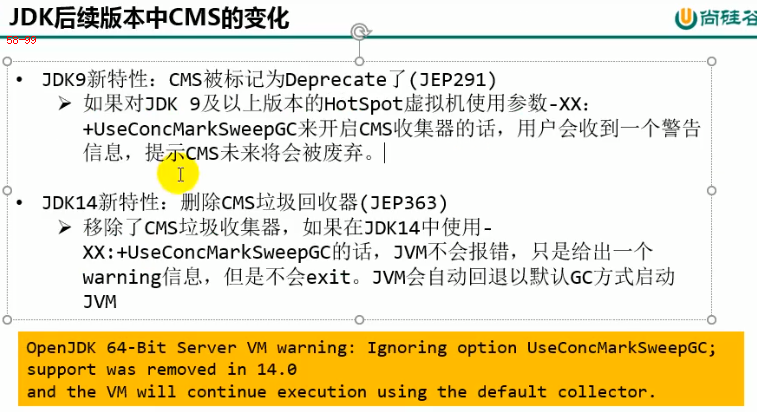 JDK后续版本中CMS的变化
尚硅谷
58-99
• JDK9新特性：CMS被标记为Deprecate了(JEP291)
➢ 如果对JDK 9及以上版本的HotSpot虚拟机使用参数-XX：
+UseConcMarkSweepGC来开启CMS收集器的话，用户会收到一个警告
信息，提示CMS未来将会被废弃。
• JDK14新特性：删除CMS垃圾回收器(JEP363)
➢ 移除了CMS垃圾收集器，如果在JDK14中使用-
XX:+UseConcMarkSweepGC的话，JVM不会报错，只是给出一个
warning信息，但是不会exit。JVM会自动回退以默认GC方式启动
JVM
OpenJDK 64-Bit Server VM warning: Ignoring option UseConcMarkSweepGC;
support was removed in 14.0
and the VM will continue execution using the default collector.